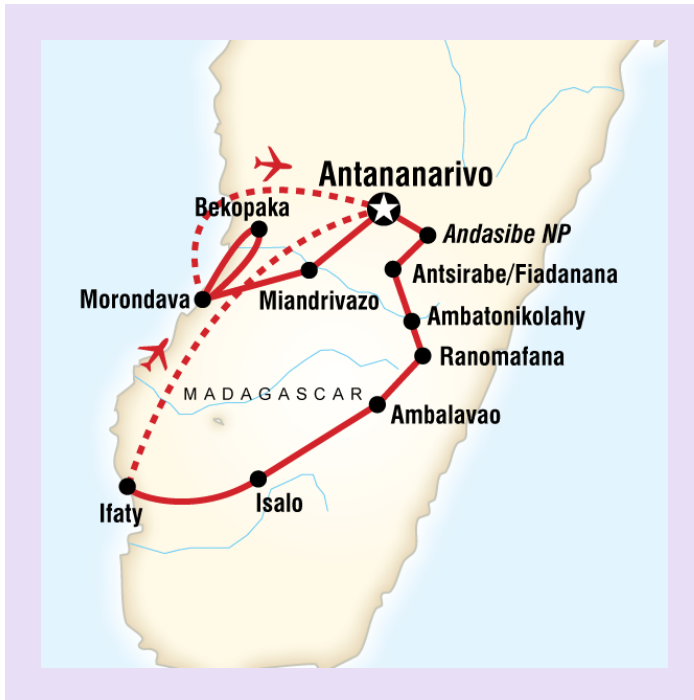 Antananarivo
Bekopaka
Andasibe NP
Antsirabe/Fiadanana
Morondava
Miandrivazo
Ambatonikolahy
Ranomafana
MADAGASCAR
Ambalavao
Isalo
Ifaty